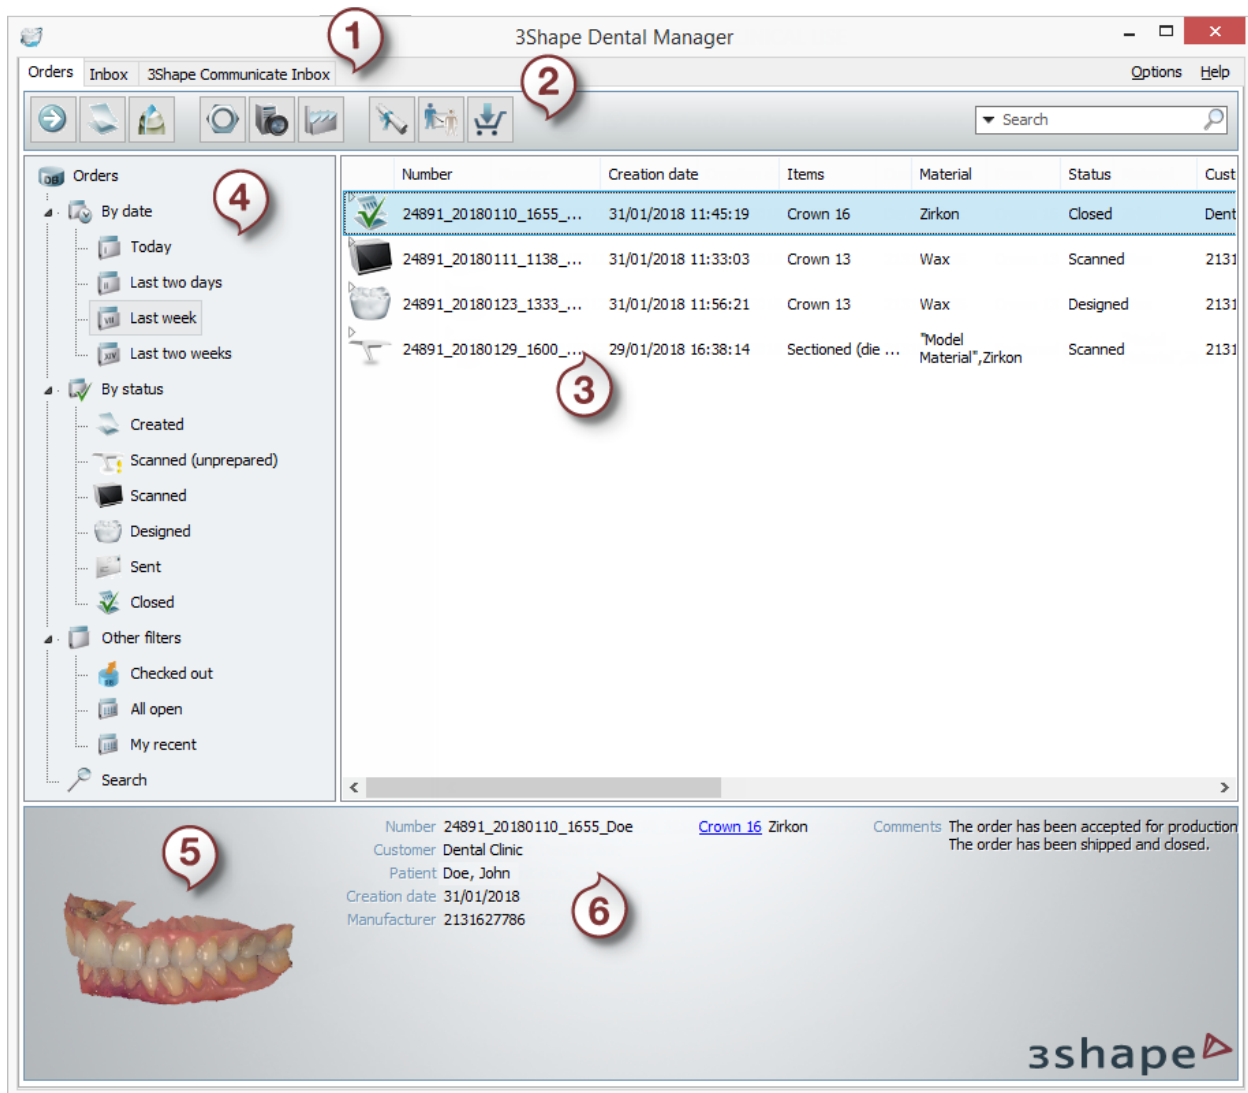 3Shape Dental Manager
1
Orders Inbox 3Shape Communicate Inbox Options Help
2
Search
Orders
4
By date
Today
Last two days
Last week
Last two weeks
By status
Created
Scanned (unprepared)
Scanned
Designed
Sent
Closed
Other filters
Checked out
All open
My recent
Search
Number Creation date Items Material Status Cust
24891_20180110_1655_... 31/01/2018 11:45:19 Crown 16 Zirkon Closed Dent
24891_20180111_1138_... 31/01/2018 11:33:03 Crown 13 Wax Scanned 2131
24891_20180123_1333_... 31/01/2018 11:56:21 Crown 13 Wax Designed 2131
24891_20180129_1600_... 29/01/2018 16:38:14 Sectioned (die ... "Model Material",Zirkon Scanned 2131
3
5
Number 24891_20180110_1655_Doe Crown 16 Zirkon Comments The order has been accepted for production
The order has been shipped and closed.
Customer Dental Clinic
Patient Doe, John
Creation date 31/01/2018
Manufacturer 2131627786
6
3shape